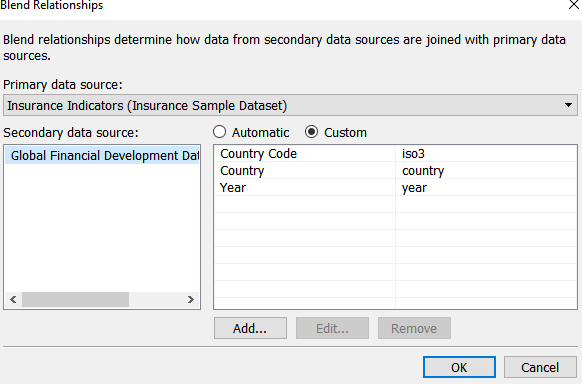 Blend Relationships
Blend relationships determine how data from secondary data sources are joined with primary data
sources.
Primary data source:
Insurance Indicators (Insurance Sample Dataset)
Secondary data source:
Automatic
Custom
Global Financial Development Dat
Country Code iso3
Country country
Year year
Add...
Edit...
Remove
OK
Cancel